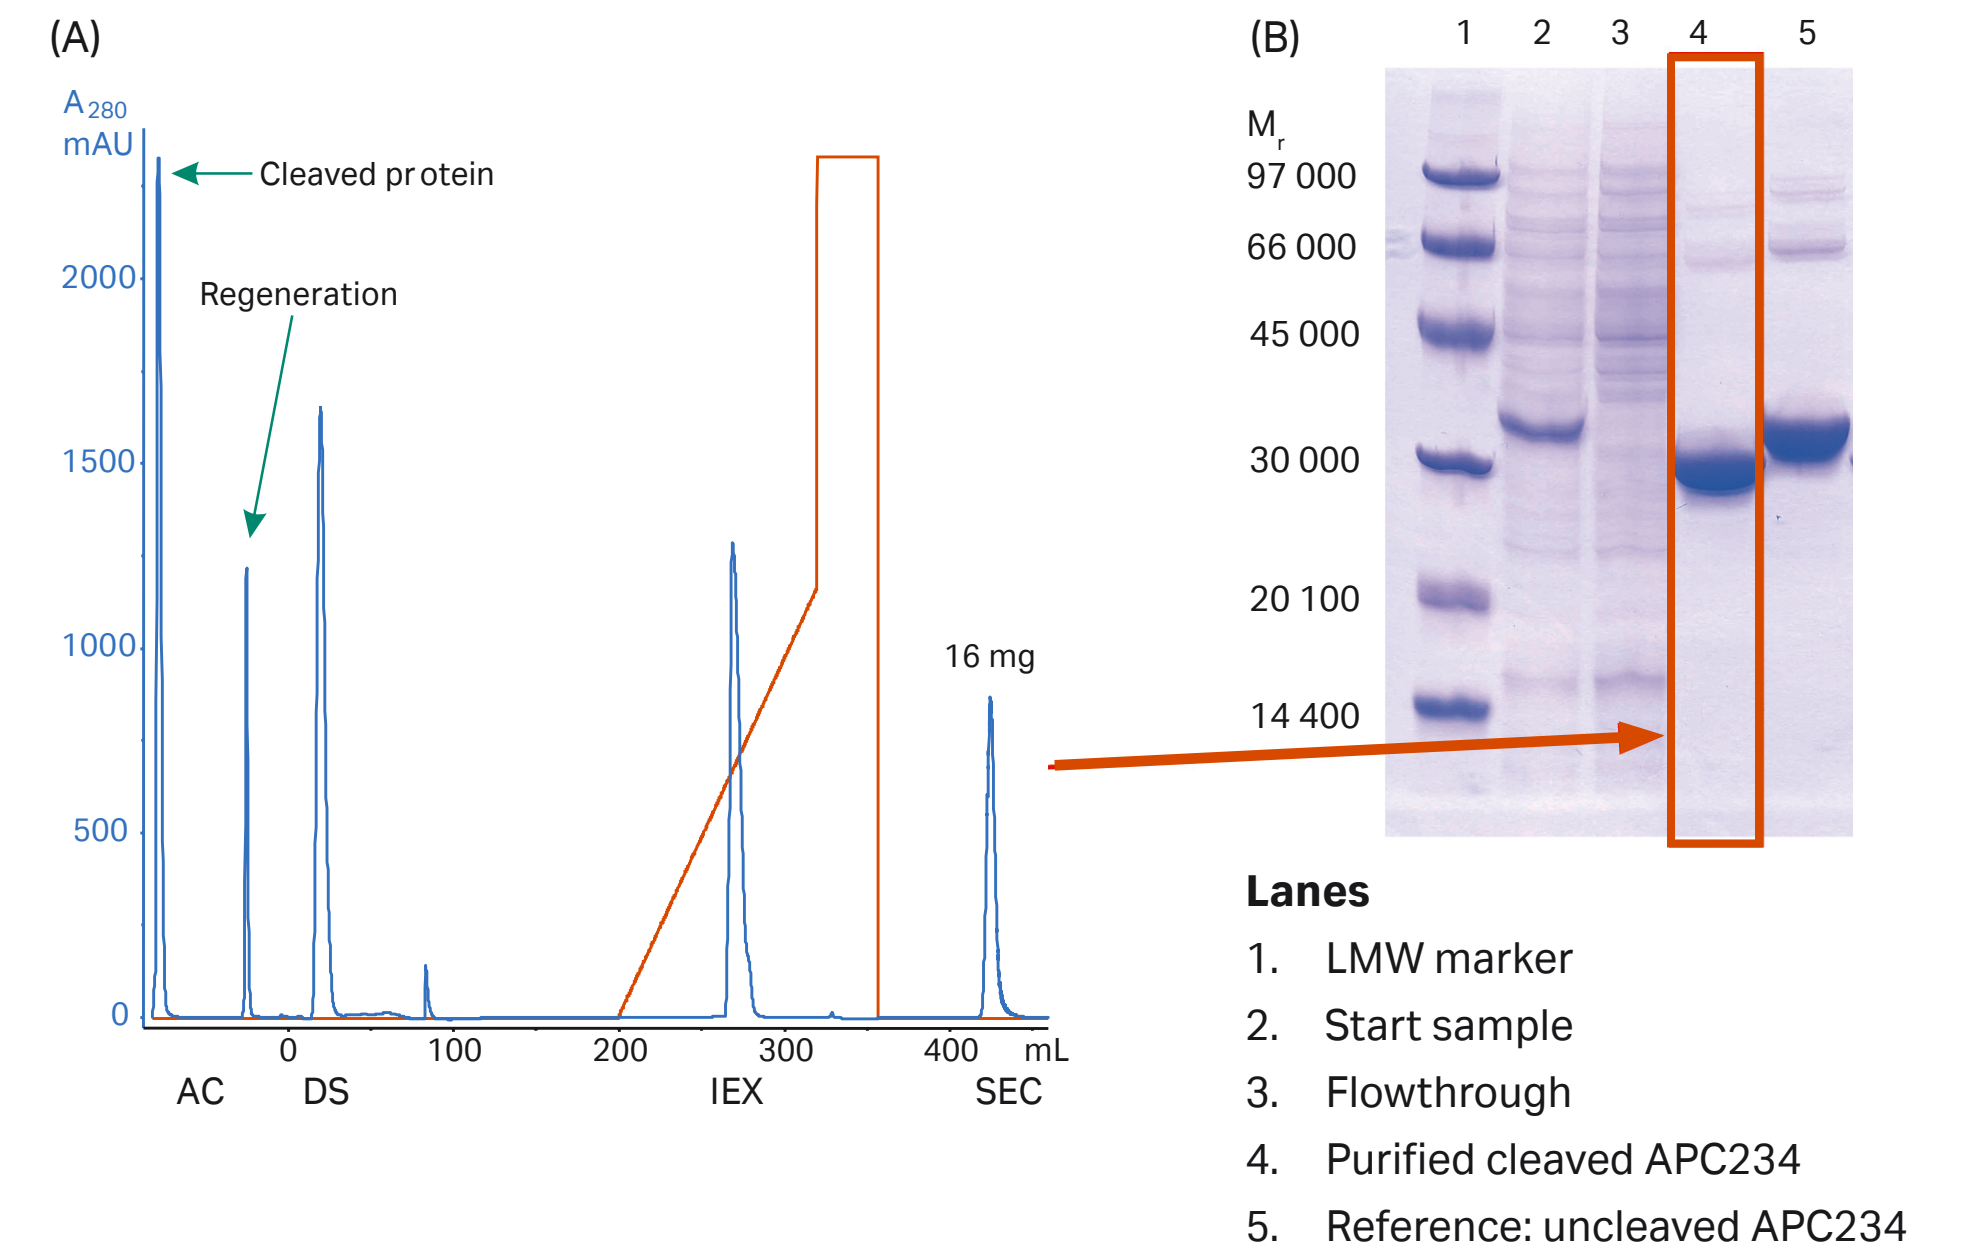 (A)
A280
mAU
Cleaved protein
Regeneration
2000
1500
1000
500
0
16 mg
0 100 200 300 400 mL
AC DS IEX SEC
(B)
1 2 3 4 5
Mr
97 000
66 000
45 000
30 000
20 100
14 400
Lanes
1. LMW marker
2. Start sample
3. Flowthrough
4. Purified cleaved APC234
5. Reference: uncleaved APC234